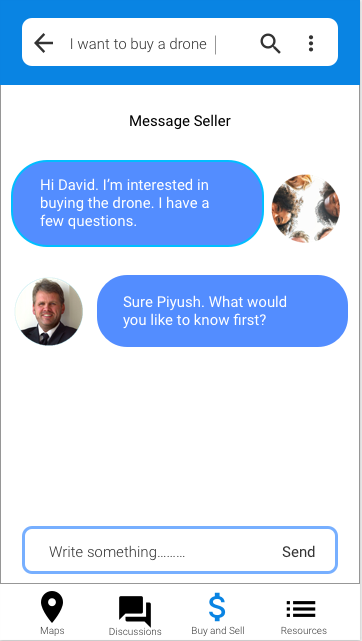 I want to buy a drone
Message Seller
Hi David. I’m interested in
buying the drone. I have a
few questions.
Sure Piyush. What would
you like to know first?
Write something.........
Send
Maps
Discussions
Buy and Sell
Resources